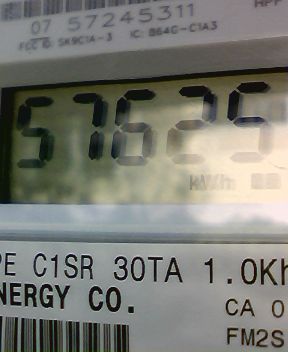 HPP
07 57245311
FCC ID: SK9C1A-3 IC: 864G-C1A3
57625
kWh
PE C1SR 30TA 1.0Kh
NERGY CO.
CA 0
FM2S